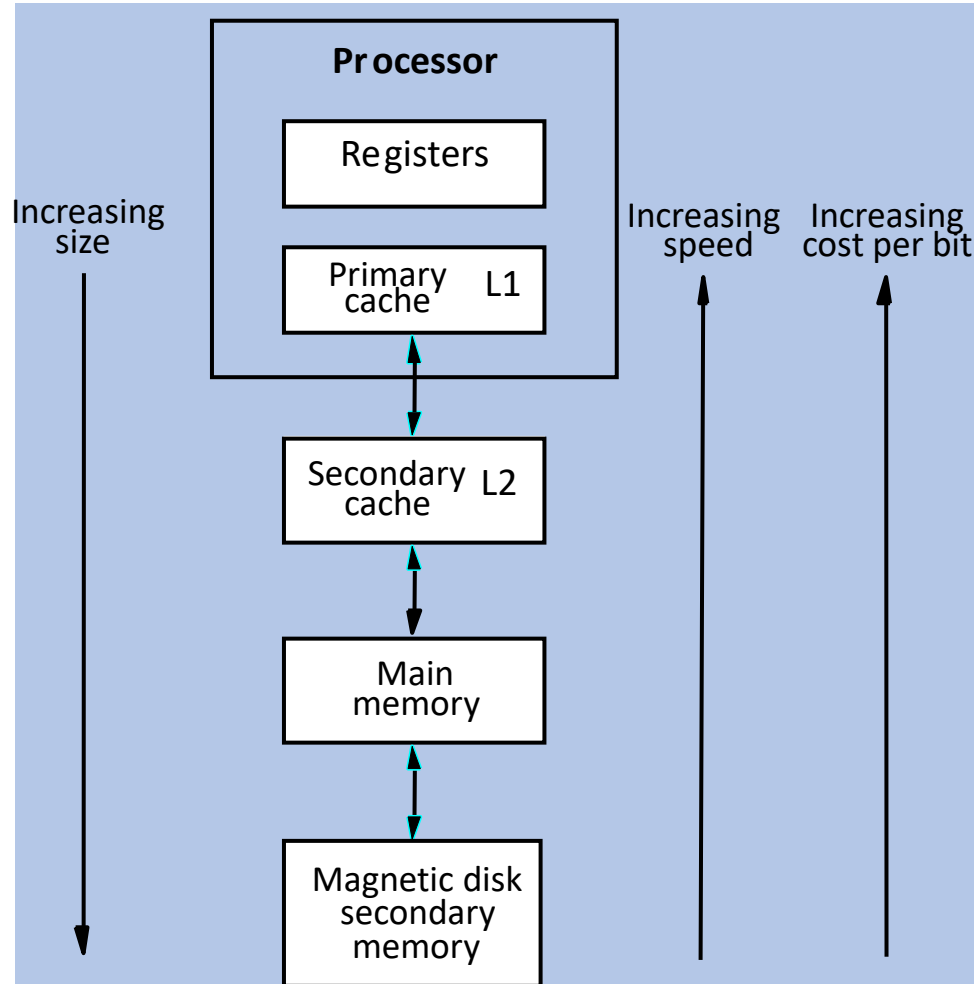 Processor
Registers
Increasing
size
Increasing
speed
Increasing
cost per bit
Primary
cache L1
Secondary
cache L2
Main
memory
Magnetic disk
secondary
memory